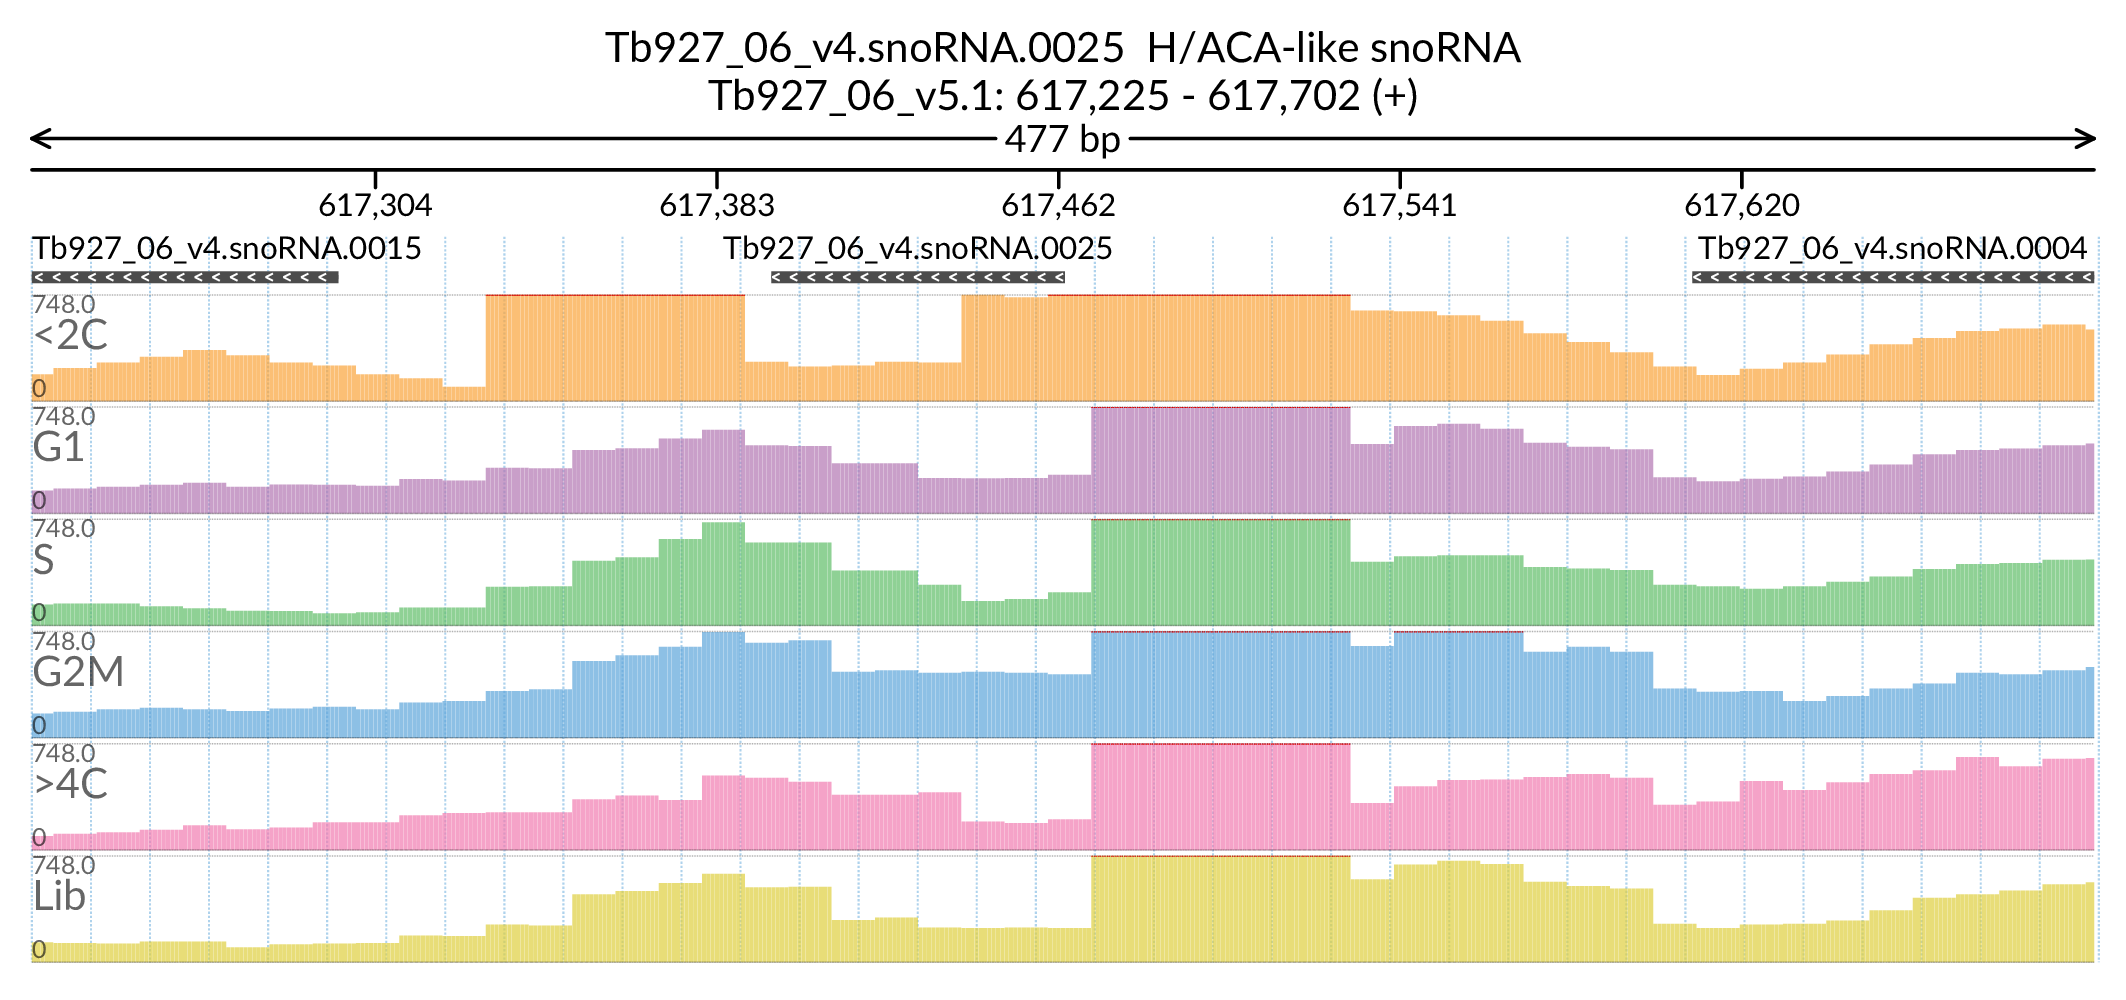 Tb927_06_v4.snoRNA.0025 H/ACA-like snoRNA
Tb927_06_v5.1: 617,225 - 617,702 (+)
477 bp
617,304 617,383 617,462 617,541 617,620
Tb927_06_v4.snoRNA.0015 Tb927_06_v4.snoRNA.0025 Tb927_06_v4.snoRNA.0004
748.0
<2C
0
748.0
G1
0
748.0
S
0
748.0
G2M
0
748.0
>4C
0
748.0
Lib
0